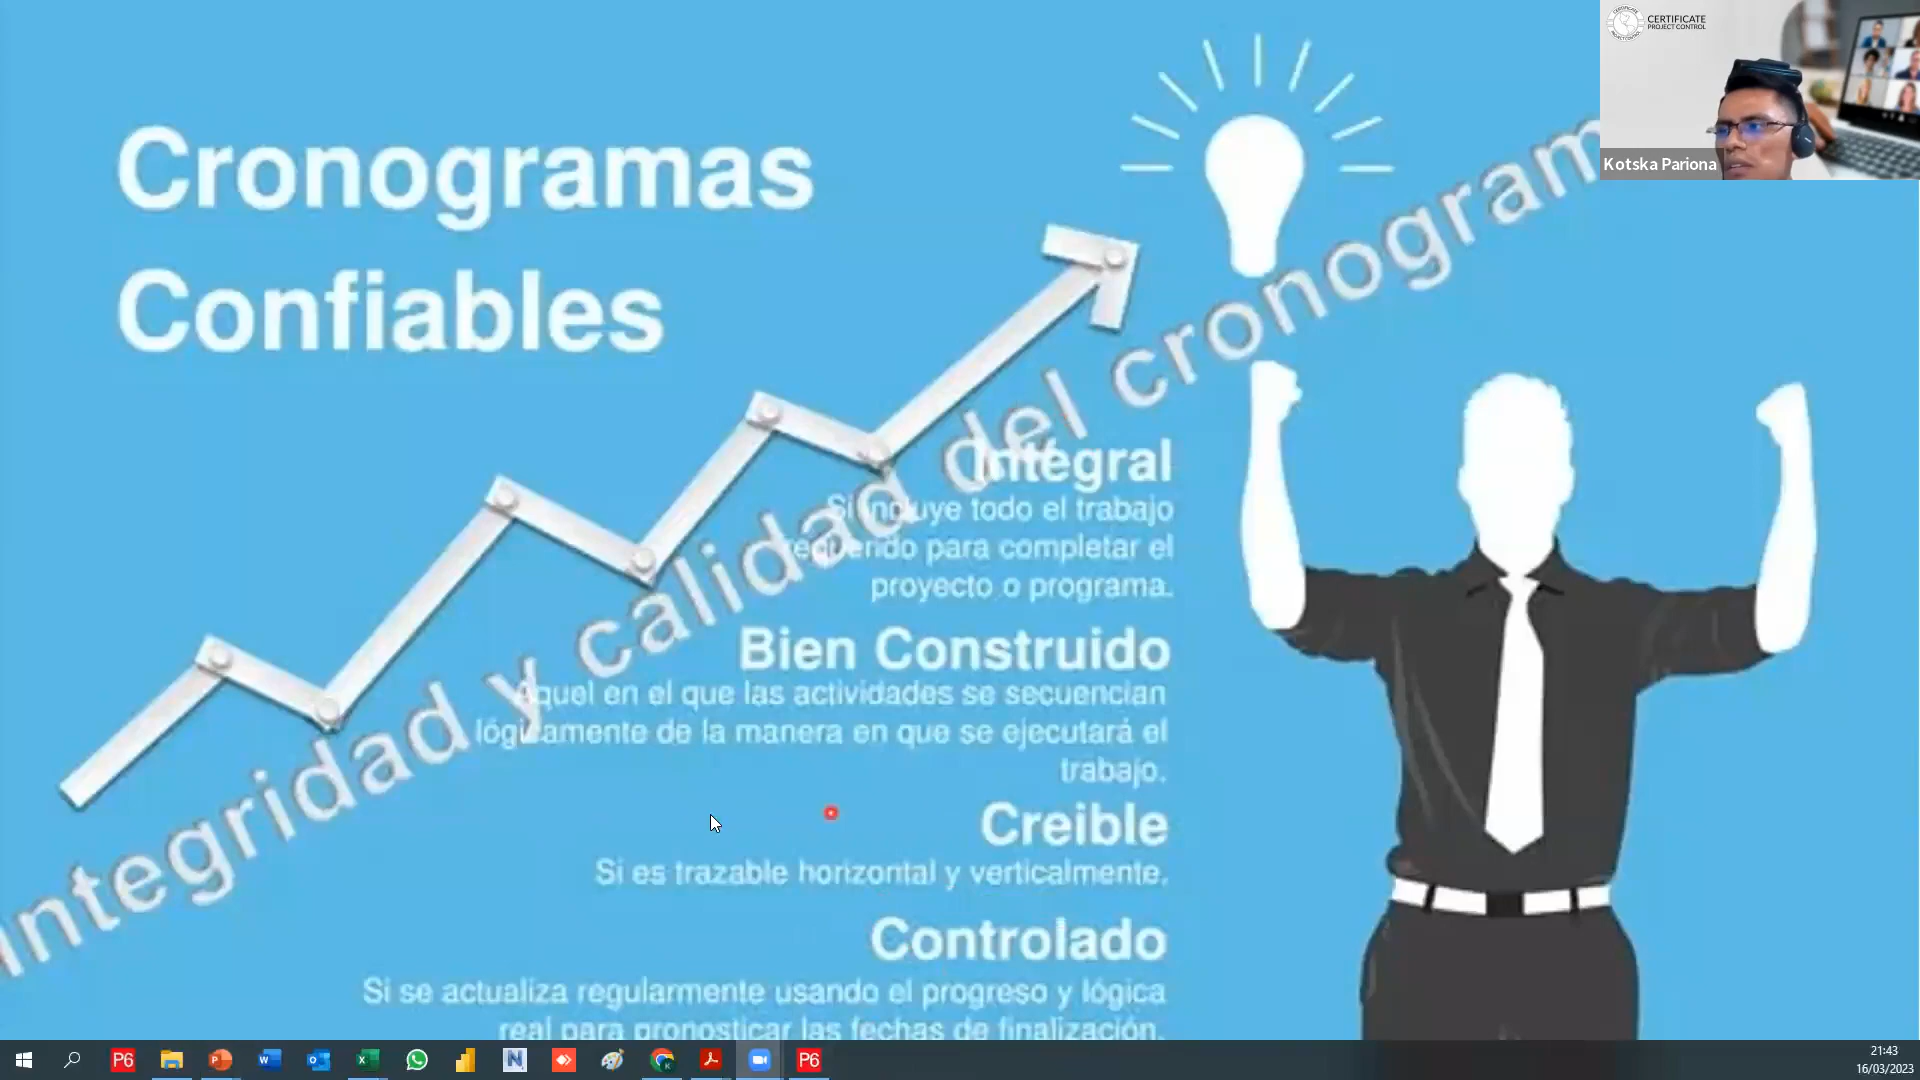 CERTIFICATE
PROJECT CONTROL
Kotska Pariona
Cronogramas
Confiables
Integridad y calidad del cronogram
Integral
Si incluye todo el trabajo
requerido para completar el
proyecto o programa.
Bien Construido
Aquel en el que las actividades se secuencian
lógicamente de la manera en que se ejecutará el
trabajo.
Creible
Si es trazable horizontal y verticalmente.
Controlado
Si se actualiza regularmente usando el progreso y lógica
real para pronosticar las fechas de finalización.
P6
P6
21:43
16/03/2023